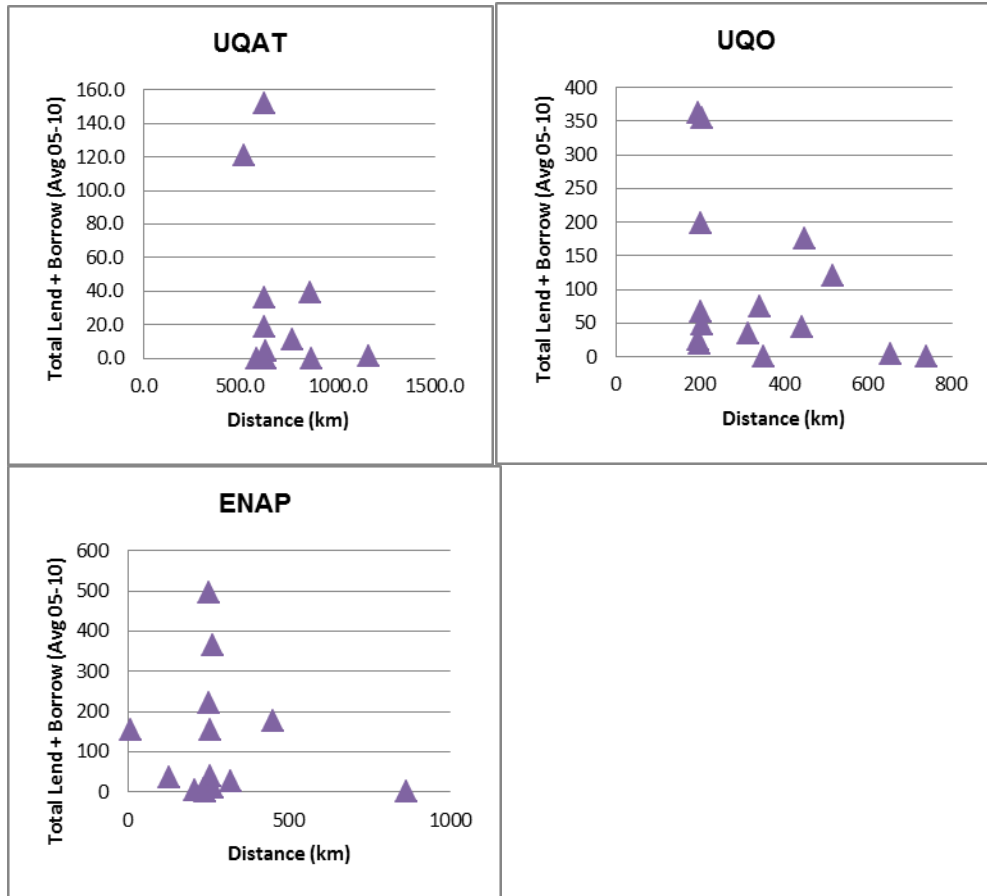 UQAT
Total Lend + Borrow (Avg 05-10)
160.0
140.0
120.0
100.0
80.0
60.0
40.0
20.0
0.0
0.0 500.0 1000.0 1500.0
Distance (km)
UQO
Total Lend + Borrow (Avg 05-10)
400
350
300
250
200
150
100
50
0
0 200 400 600 800
Distance (km)
ENAP
Total Lend + Borrow (Avg 05-10)
600
500
400
300
200
100
0
0 500 1000
Distance (km)